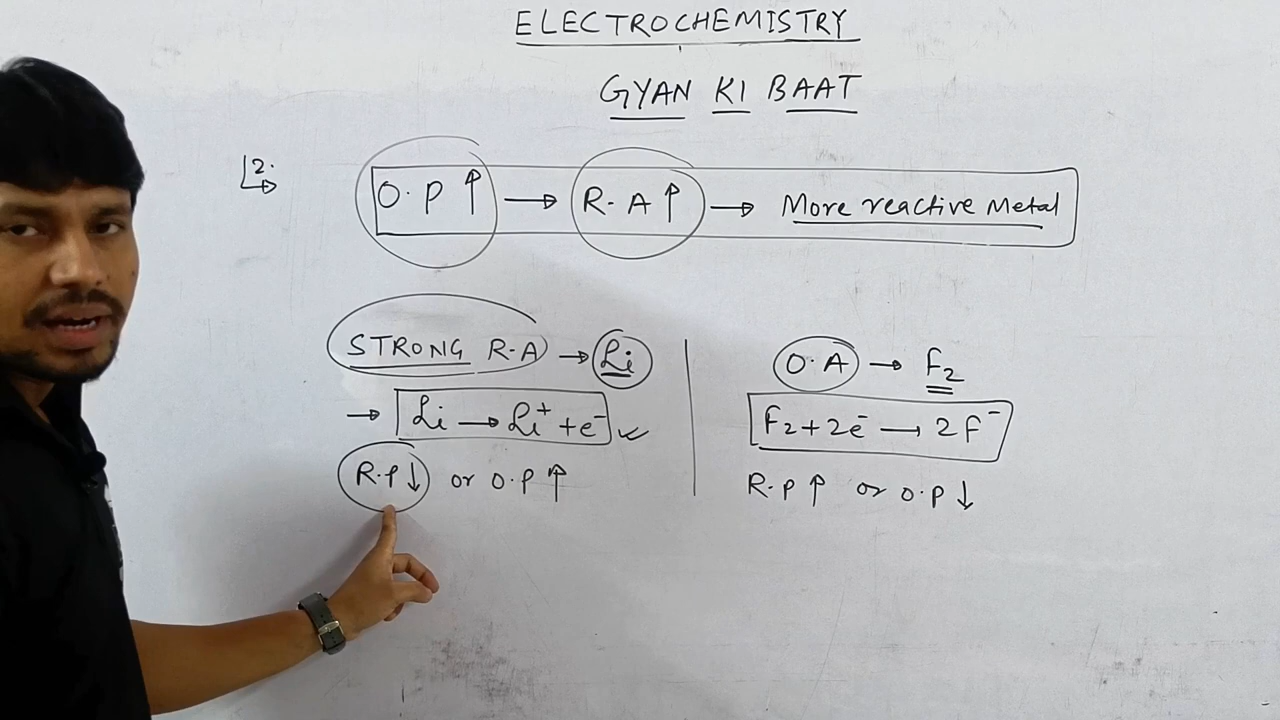 ELECTROCHEMISTRY
GYAN KI BAAT
2.
O.P ↑ → R.A ↑ → More reactive Metal
STRONG R.A → Li
→ Li → Li⁺ + e⁻
R.P ↓ or O.P ↑
O.A → F₂
F₂ + 2e⁻ → 2F⁻
R.P ↑ or O.P ↓